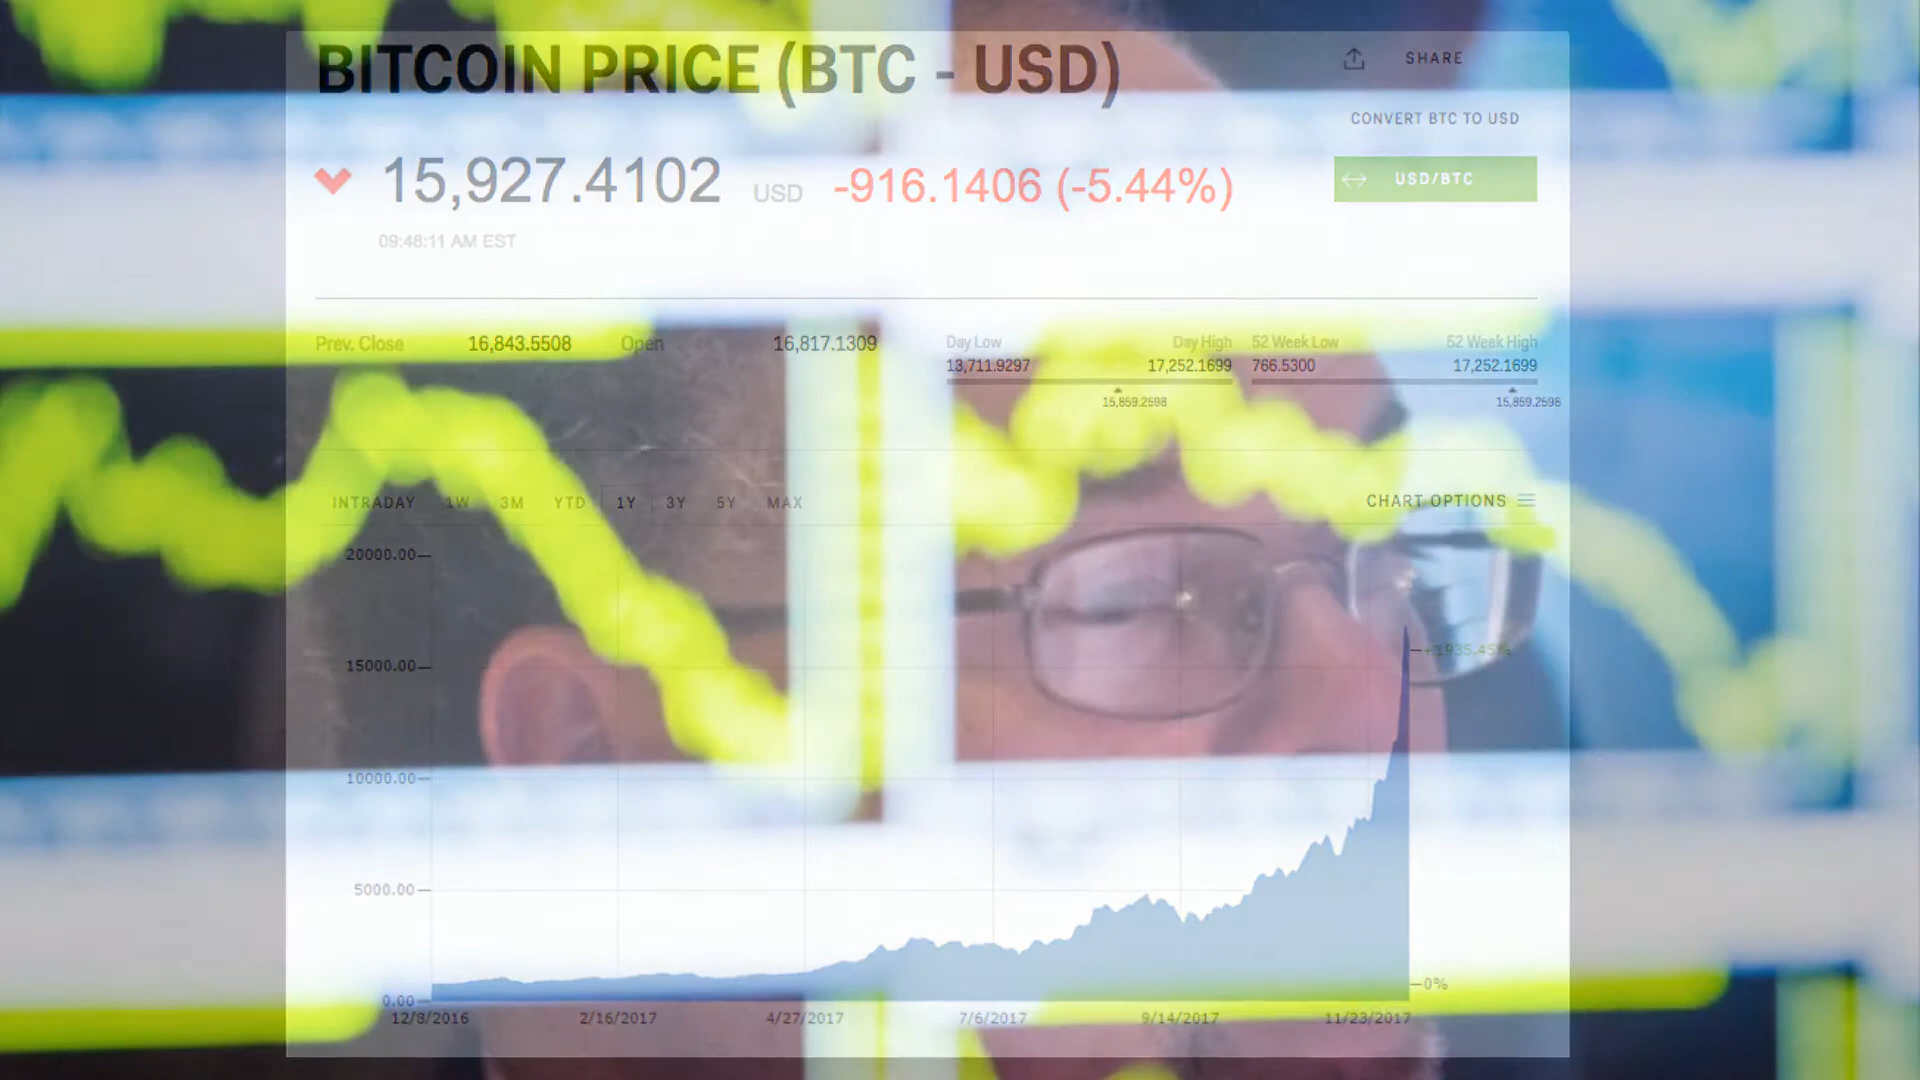 BITCOIN PRICE (BTC - USD)
SHARE
CONVERT BTC TO USD
15,927.4102 USD -916.1406 (-5.44%)
USD/BTC
09:48:11 AM EST
Prev. Close 16,843.5508 Open 16,817.1309
Day Low Day High 52 Week Low 52 Week High
13,711.9297 17,252.1699 766.5300 17,252.1699
15,859.2598 15,859.2598
INTRADAY 1W 3M YTD 1Y 3Y 5Y MAX
CHART OPTIONS
20000.00
15000.00
+1935.45%
10000.00
5000.00
0%
0.00
12/8/2016 2/16/2017 4/27/2017 7/6/2017 9/14/2017 11/23/2017